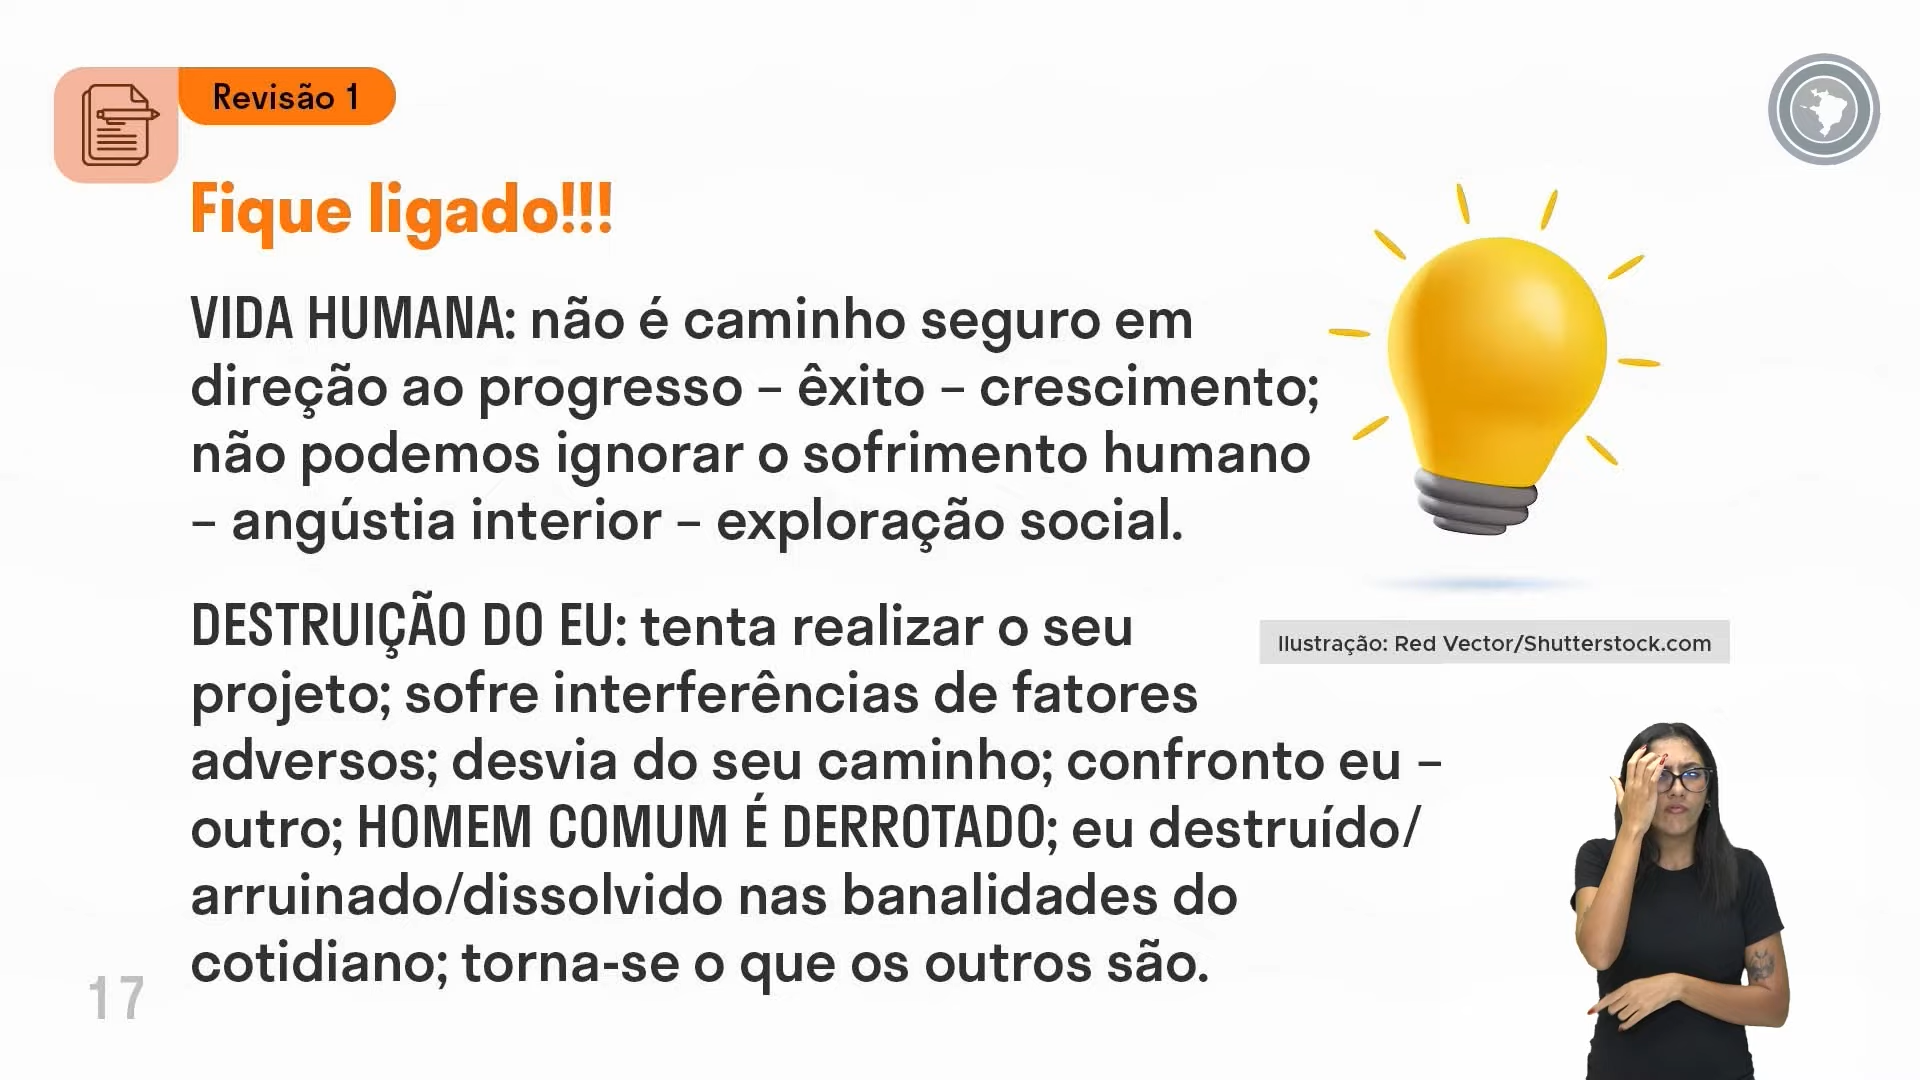 Revisão 1
Fique ligado!!!
VIDA HUMANA: não é caminho seguro em
direção ao progresso – êxito – crescimento;
não podemos ignorar o sofrimento humano
– angústia interior – exploração social.
DESTRUIÇÃO DO EU: tenta realizar o seu
projeto; sofre interferências de fatores
adversos; desvia do seu caminho; confronto eu –
outro; HOMEM COMUM É DERROTADO; eu destruído/
arruinado/dissolvido nas banalidades do
cotidiano; torna-se o que os outros são.
Ilustração: Red Vector/Shutterstock.com
17